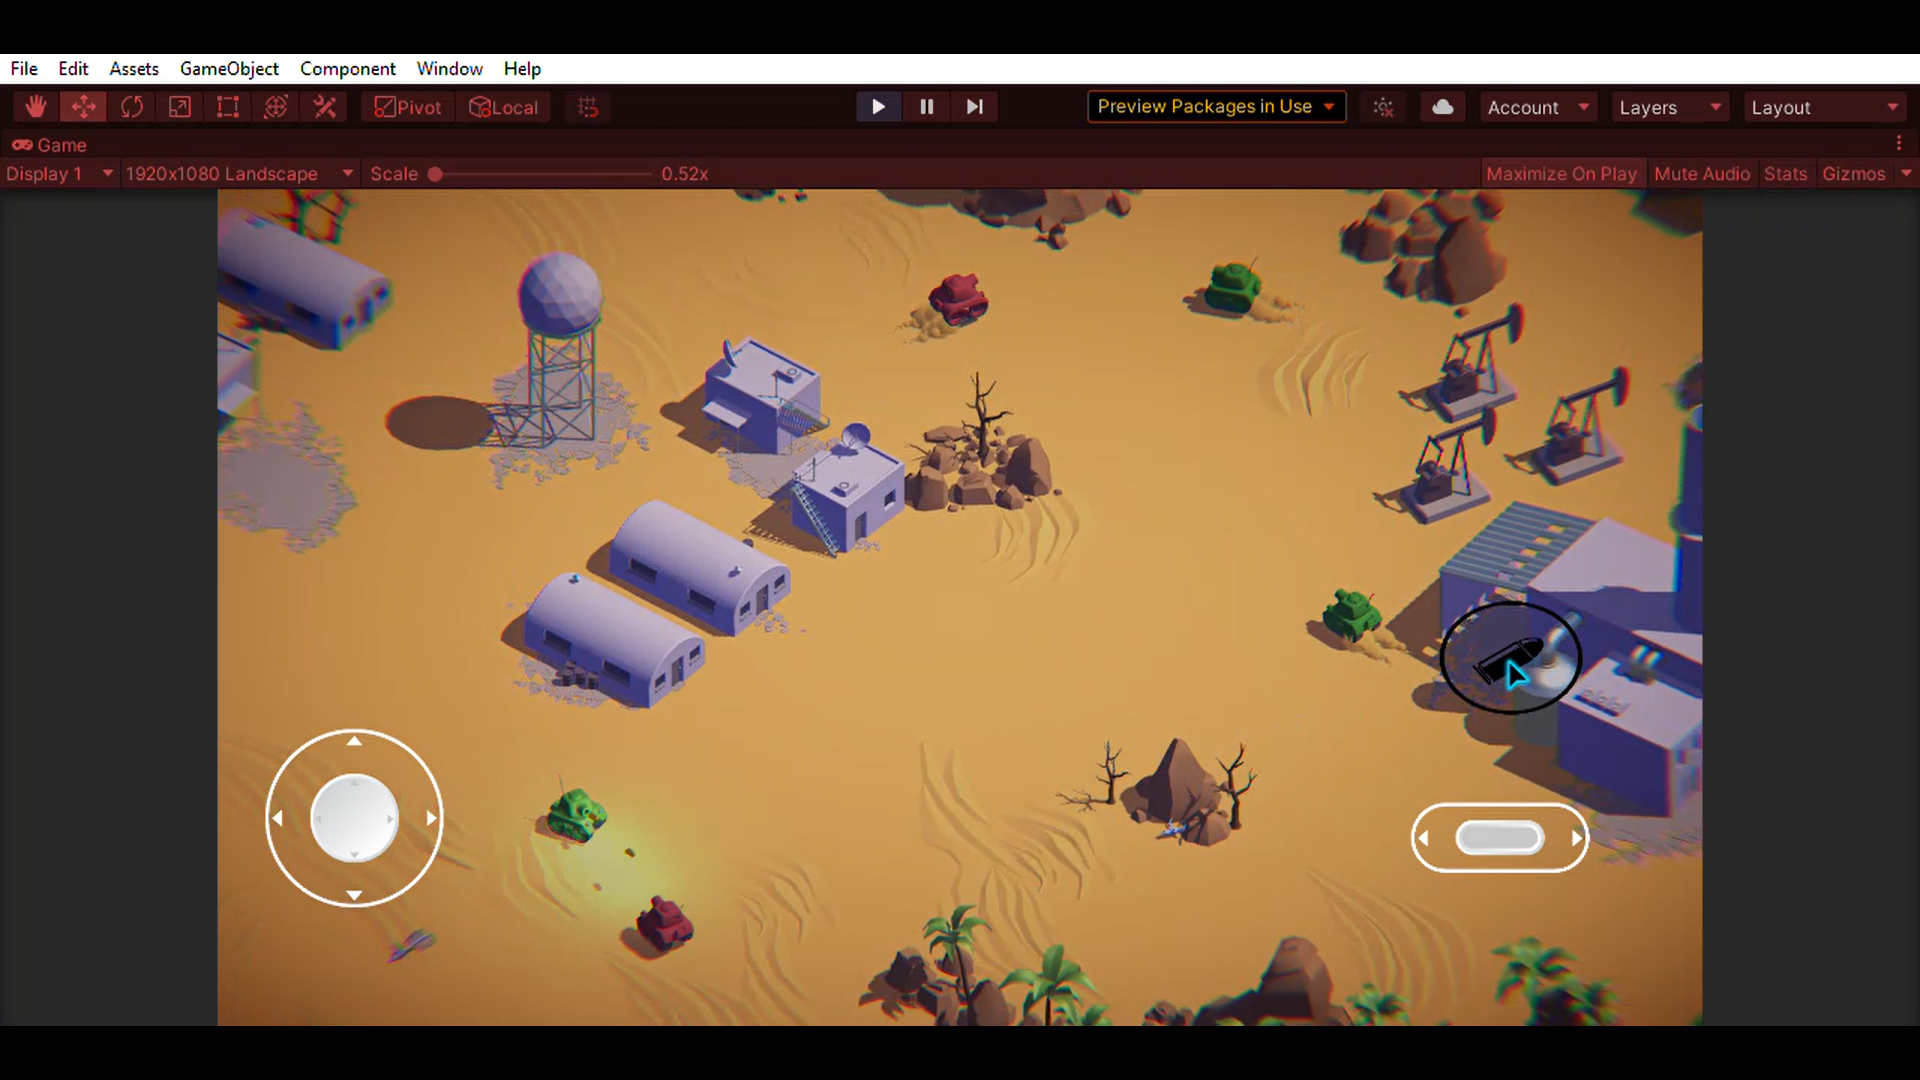 File Edit Assets GameObject Component Window Help
Pivot Local Preview Packages in Use Account Layers Layout
Game
Display 1 1920x1080 Landscape Scale 0.52x Maximize On Play Mute Audio Stats Gizmos